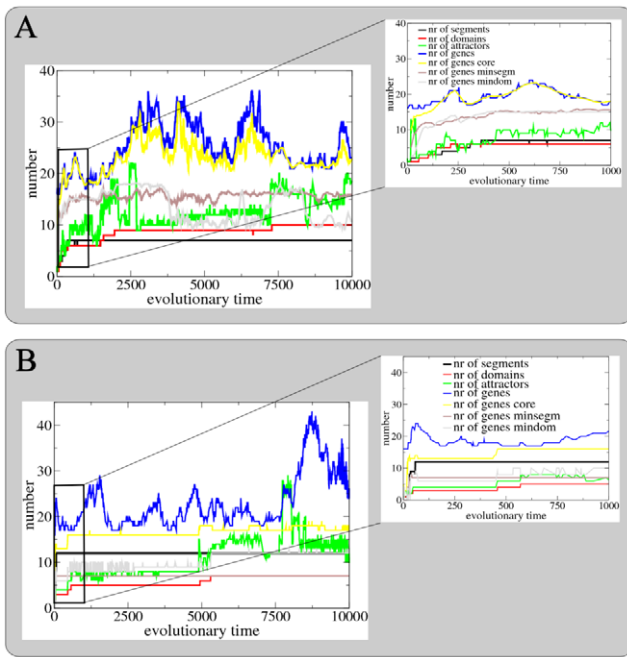 A
40
30
20
10
0
number
0 2500 5000 7500 10000
evolutionary time
40
30
20
10
0
number
nr of segments
nr of domains
nr of attractors
nr of genes
nr of genes core
nr of genes minsegm
nr of genes mindom
0 250 500 750 1000
evolutionary time
B
40
30
20
10
0
number
0 2500 5000 7500 10000
evolutionary time
40
30
20
10
0
number
nr of segments
nr of domains
nr of attractors
nr of genes
nr of genes core
nr of genes minsegm
nr of genes mindom
0 250 500 750 1000
evolutionary time